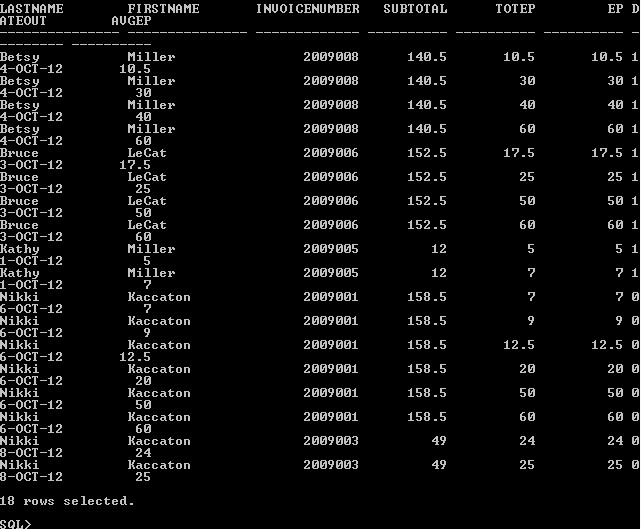 LASTNAME FIRSTNAME INVOICENUMBER SUBTOTAL TOTEP EP D
ATEOUT AVGEP
-------------- --------------- ------------- ---------- ---------- ---------- -
-------- ----------
Betsy Miller 2009008 140.5 10.5 10.5 1
4-OCT-12 10.5
Betsy Miller 2009008 140.5 30 30 1
4-OCT-12 30
Betsy Miller 2009008 140.5 40 40 1
4-OCT-12 40
Betsy Miller 2009008 140.5 60 60 1
4-OCT-12 60
Bruce LeCat 2009006 152.5 17.5 17.5 1
3-OCT-12 17.5
Bruce LeCat 2009006 152.5 25 25 1
3-OCT-12 25
Bruce LeCat 2009006 152.5 50 50 1
3-OCT-12 50
Bruce LeCat 2009006 152.5 60 60 1
3-OCT-12 60
Kathy Miller 2009005 12 5 5 1
1-OCT-12 5
Kathy Miller 2009005 12 7 7 1
1-OCT-12 7
Nikki Kaccaton 2009001 158.5 7 7 0
6-OCT-12 7
Nikki Kaccaton 2009001 158.5 9 9 0
6-OCT-12 9
Nikki Kaccaton 2009001 158.5 12.5 12.5 0
6-OCT-12 12.5
Nikki Kaccaton 2009001 158.5 20 20 0
6-OCT-12 20
Nikki Kaccaton 2009001 158.5 50 50 0
6-OCT-12 50
Nikki Kaccaton 2009001 158.5 60 60 0
6-OCT-12 60
Nikki Kaccaton 2009003 49 24 24 0
8-OCT-12 24
Nikki Kaccaton 2009003 49 25 25 0
8-OCT-12 25
18 rows selected.
SQL>